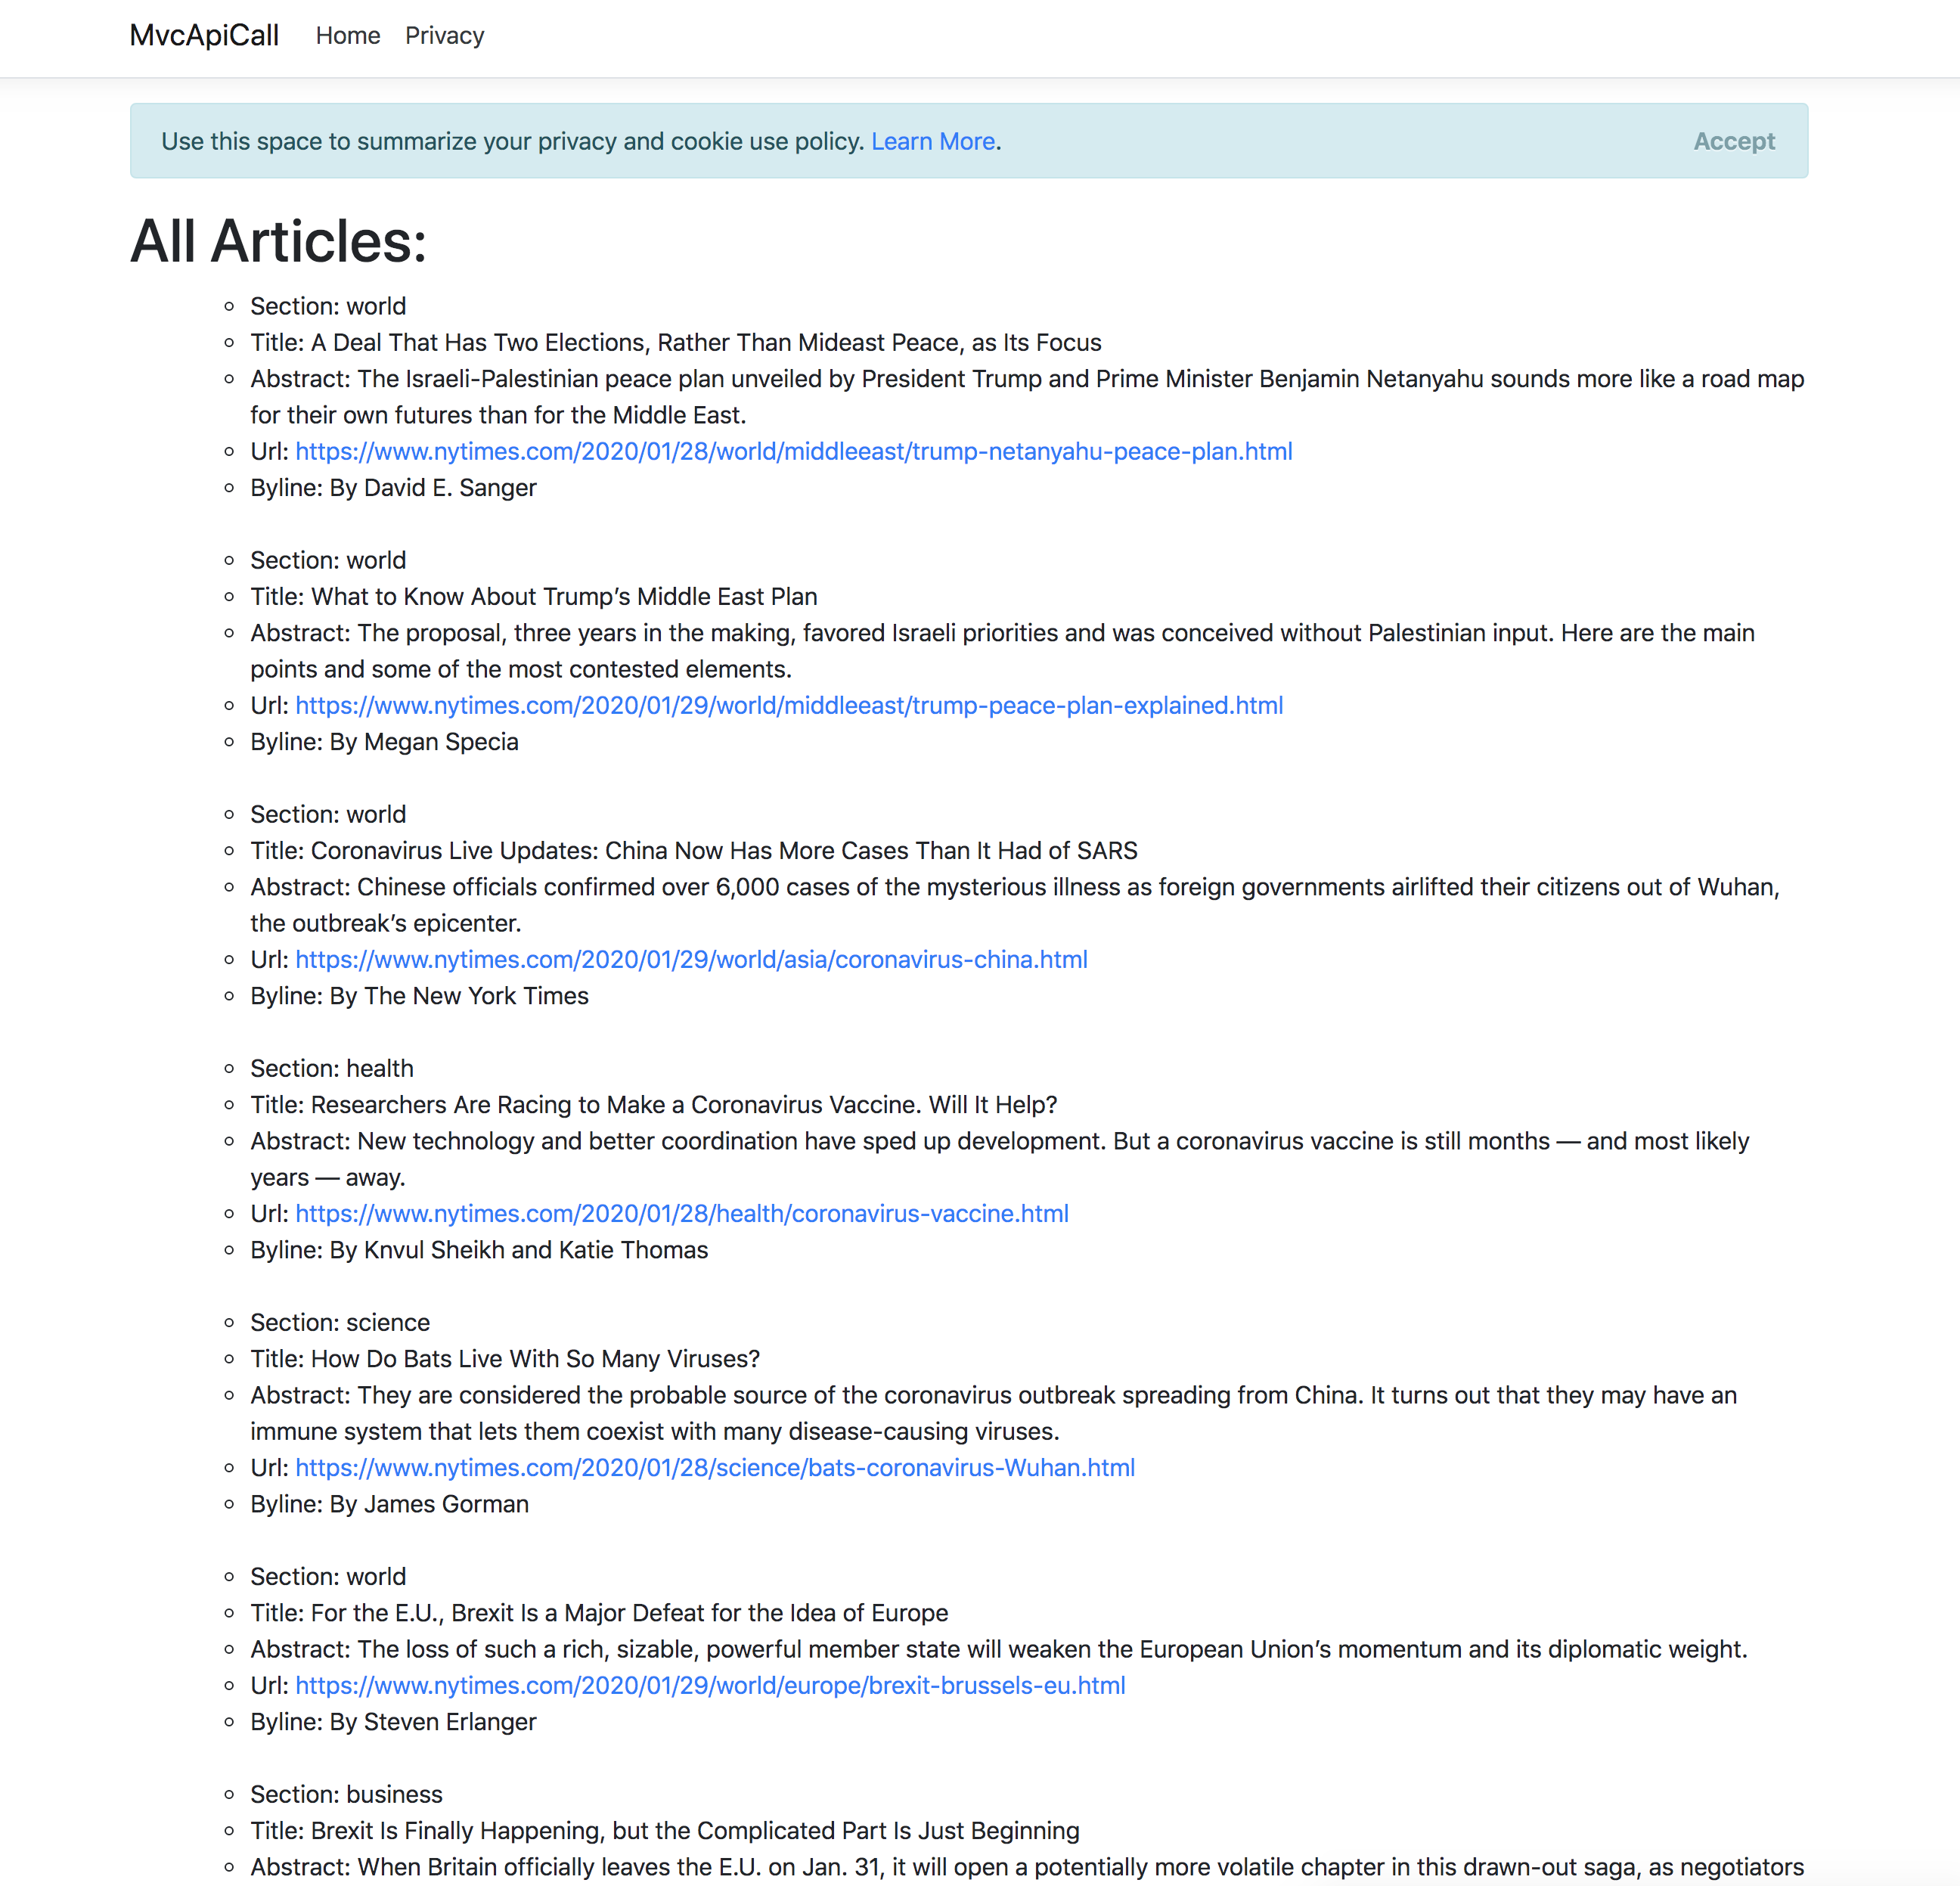 MvcApiCall Home Privacy
Use this space to summarize your privacy and cookie use policy. Learn More. Accept
All Articles:
Section: world
Title: A Deal That Has Two Elections, Rather Than Mideast Peace, as Its Focus
Abstract: The Israeli-Palestinian peace plan unveiled by President Trump and Prime Minister Benjamin Netanyahu sounds more like a road map
for their own futures than for the Middle East.
Url: https://www.nytimes.com/2020/01/28/world/middleeast/trump-netanyahu-peace-plan.html
Byline: By David E. Sanger
Section: world
Title: What to Know About Trump’s Middle East Plan
Abstract: The proposal, three years in the making, favored Israeli priorities and was conceived without Palestinian input. Here are the main
points and some of the most contested elements.
Url: https://www.nytimes.com/2020/01/29/world/middleeast/trump-peace-plan-explained.html
Byline: By Megan Specia
Section: world
Title: Coronavirus Live Updates: China Now Has More Cases Than It Had of SARS
Abstract: Chinese officials confirmed over 6,000 cases of the mysterious illness as foreign governments airlifted their citizens out of Wuhan,
the outbreak’s epicenter.
Url: https://www.nytimes.com/2020/01/29/world/asia/coronavirus-china.html
Byline: By The New York Times
Section: health
Title: Researchers Are Racing to Make a Coronavirus Vaccine. Will It Help?
Abstract: New technology and better coordination have sped up development. But a coronavirus vaccine is still months — and most likely
years — away.
Url: https://www.nytimes.com/2020/01/28/health/coronavirus-vaccine.html
Byline: By Knvul Sheikh and Katie Thomas
Section: science
Title: How Do Bats Live With So Many Viruses?
Abstract: They are considered the probable source of the coronavirus outbreak spreading from China. It turns out that they may have an
immune system that lets them coexist with many disease-causing viruses.
Url: https://www.nytimes.com/2020/01/28/science/bats-coronavirus-Wuhan.html
Byline: By James Gorman
Section: world
Title: For the E.U., Brexit Is a Major Defeat for the Idea of Europe
Abstract: The loss of such a rich, sizable, powerful member state will weaken the European Union’s momentum and its diplomatic weight.
Url: https://www.nytimes.com/2020/01/29/world/europe/brexit-brussels-eu.html
Byline: By Steven Erlanger
Section: business
Title: Brexit Is Finally Happening, but the Complicated Part Is Just Beginning
Abstract: When Britain officially leaves the E.U. on Jan. 31, it will open a potentially more volatile chapter in this drawn-out saga, as negotiators